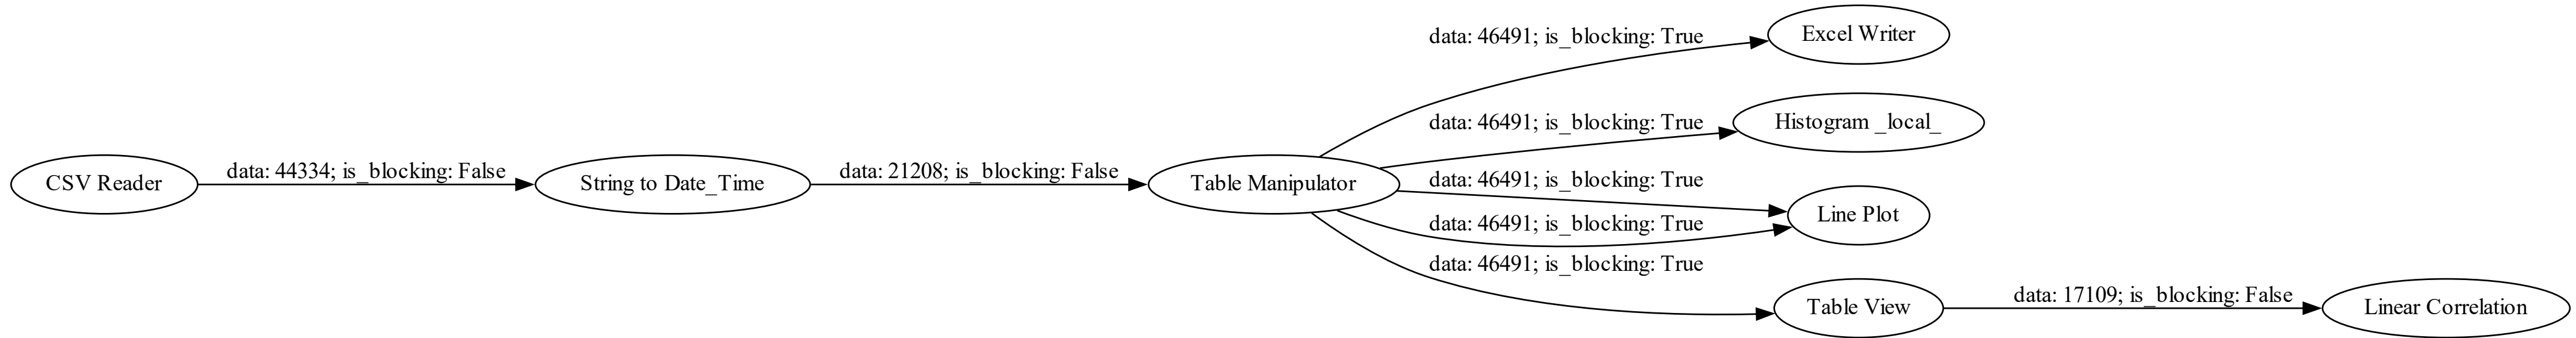 CSV Reader
data: 44334; is_blocking: False
String to Date_Time
data: 21208; is_blocking: False
Table Manipulator
data: 46491; is_blocking: True
Excel Writer
data: 46491; is_blocking: True
Histogram _local_
data: 46491; is_blocking: True
data: 46491; is_blocking: True
Line Plot
data: 46491; is_blocking: True
Table View
data: 17109; is_blocking: False
Linear Correlation